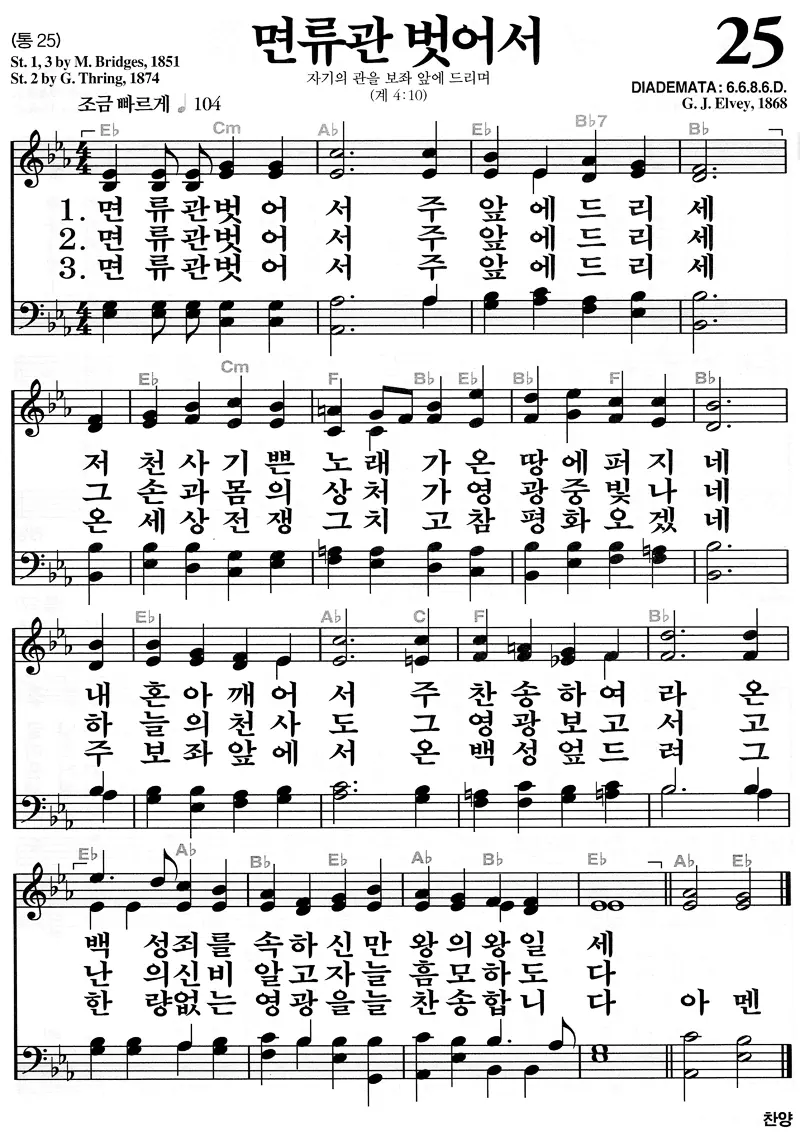 (통 25)
면류관 벗어서
25
St. 1, 3 by M. Bridges, 1851
St. 2 by G. Thring, 1874
자기의 관을 보좌 앞에 드리며
(계 4:10)
DIADEMATA : 6.6.8.6.D.
G. J. Elvey, 1868
조금 빠르게 ♩ 104
E♭ Cm A♭ E♭ B♭7 B♭
4 4
1. 면 류관벗 어 서 주 앞 에 드 리 세
2. 면 류관벗 어 서 주 앞 에 드 리 세
3. 면 류관벗 어 서 주 앞 에 드 리 세
4 4
E♭ Cm F B♭ E♭ B♭ F B♭
저 천 사 기 쁜 노 래 가 온 땅 에 퍼 지 네
그 손 과 몸 의 상 처 가 영 광 중 빛 나 네
온 세 상 전 쟁 그 치 고 참 평 화 오 겠 네
E♭ A♭ C F B♭
내 혼 아 깨 어 서 주 찬 송 하 여 라 온
하 늘 의 천 사 도 그 영 광 보 고 서 고
주 보 좌 앞 에 서 온 백 성 엎 드 려 그
E♭ A♭ B♭ E♭ A♭ B♭ E♭ A♭ E♭
백 성죄 를 속 하 신 만 왕 의 왕 일 세
난 의신 비 알 고 자 늘 흠 모 하 도 다
한 량없 는 영 광 을 늘 찬 송 합 니 다 아 멘
찬양